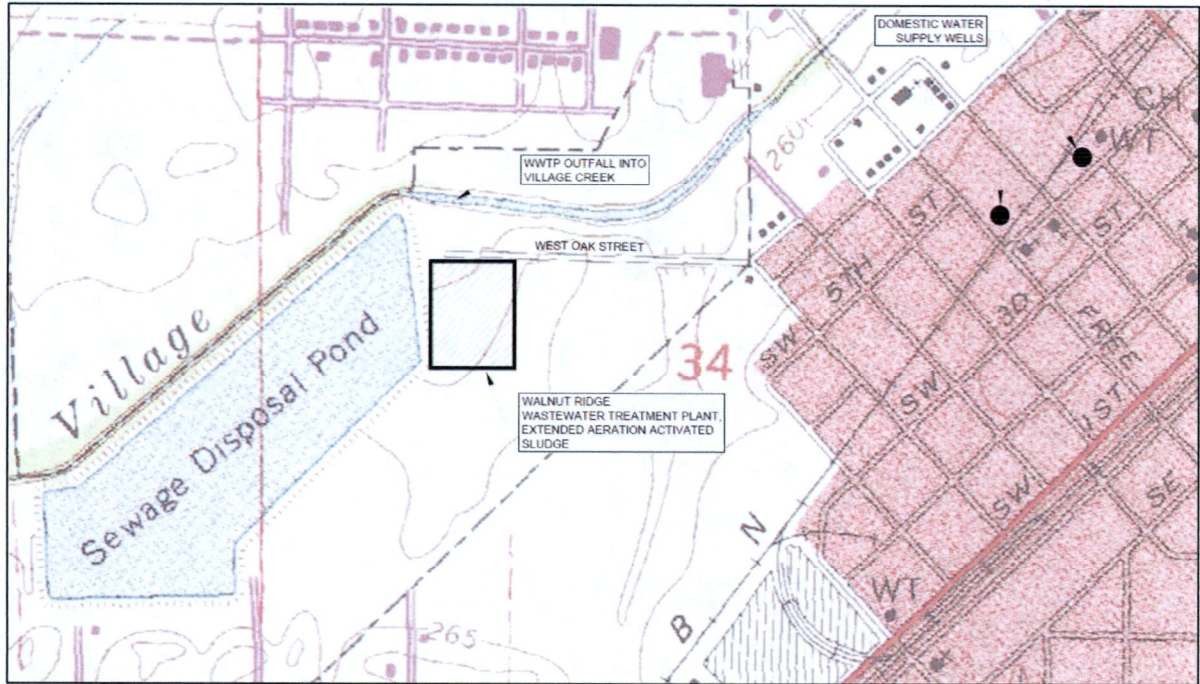 DOMESTIC WATER
SUPPLY WELLS
CH
WT
260
WWTP OUTFALL INTO
VILLAGE CREEK
ST
ST
WEST OAK STREET
5TH
3D
FREE
SW
34
Village
Sewage Disposal Pond
WALNUT RIDGE
WASTEWATER TREATMENT PLANT,
EXTENDED AERATION ACTIVATED
SLUDGE
SW
1ST
SW
SE
B N
WT
265